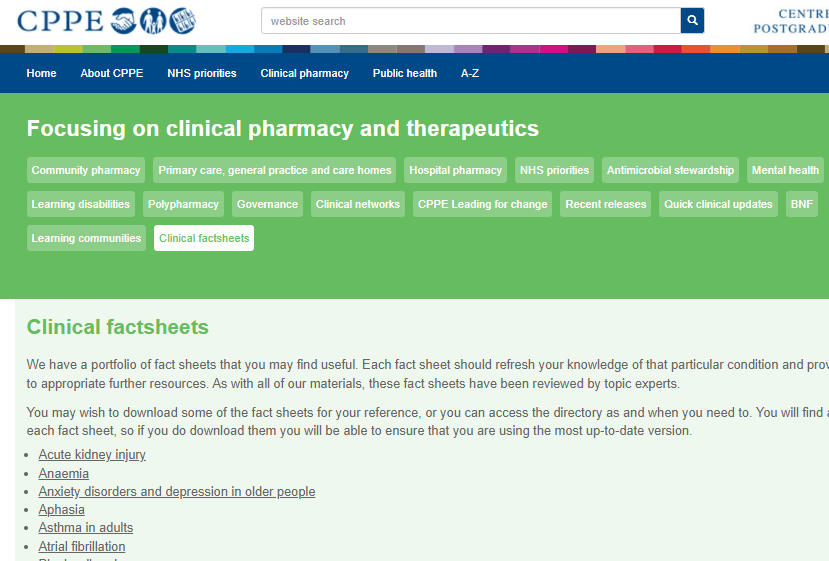 CPPE
website search
CENTRE
POSTGRADU
Home About CPPE NHS priorities Clinical pharmacy Public health A-Z
Focusing on clinical pharmacy and therapeutics
Community pharmacy Primary care, general practice and care homes Hospital pharmacy NHS priorities Antimicrobial stewardship Mental health
Learning disabilities Polypharmacy Governance Clinical networks CPPE Leading for change Recent releases Quick clinical updates BNF
Learning communities Clinical factsheets
Clinical factsheets
We have a portfolio of fact sheets that you may find useful. Each fact sheet should refresh your knowledge of that particular condition and prov
to appropriate further resources. As with all of our materials, these fact sheets have been reviewed by topic experts.
You may wish to download some of the fact sheets for your reference, or you can access the directory as and when you need to. You will find a
each fact sheet, so if you do download them you will be able to ensure that you are using the most up-to-date version.
Acute kidney injury
Anaemia
Anxiety disorders and depression in older people
Aphasia
Asthma in adults
Atrial fibrillation